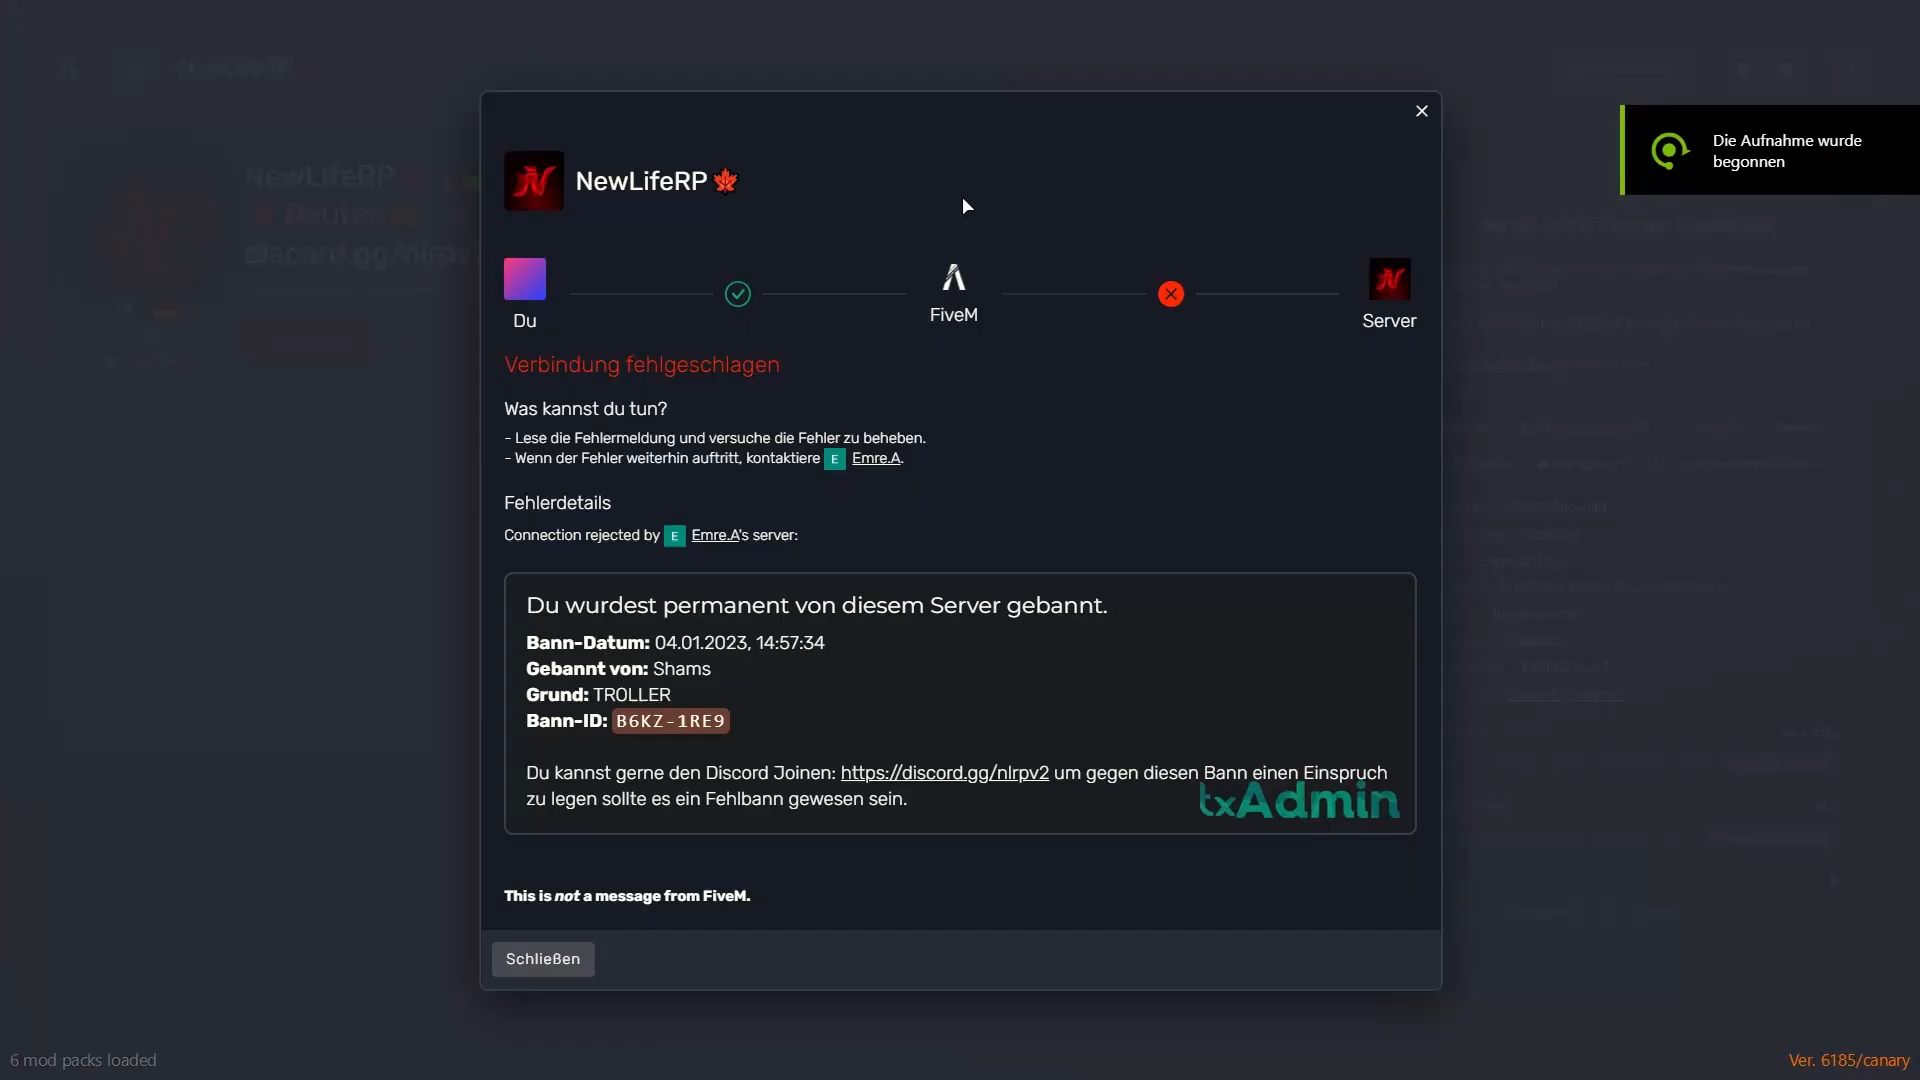 NewLifeRP
discord.gg/nlrpv
NewLifeRP
Die Aufnahme wurde
begonnen
Du
FiveM
Server
Verbindung fehlgeschlagen
Was kannst du tun?
- Lese die Fehlermeldung und versuche die Fehler zu beheben.
- Wenn der Fehler weiterhin auftritt, kontaktiere E Emre.A.
Fehlerdetails
Connection rejected by E Emre.A's server:
Du wurdest permanent von diesem Server gebannt.
Bann-Datum: 04.01.2023, 14:57:34
Gebannt von: Shams
Grund: TROLLER
Bann-ID: B6KZ-1RE9
Du kannst gerne den Discord Joinen: https://discord.gg/nlrpv2 um gegen diesen Bann einen Einspruch
zu legen sollte es ein Fehlbann gewesen sein.
txAdmin
This is not a message from FiveM.
Schließen
6 mod packs loaded
Ver. 6185/canary